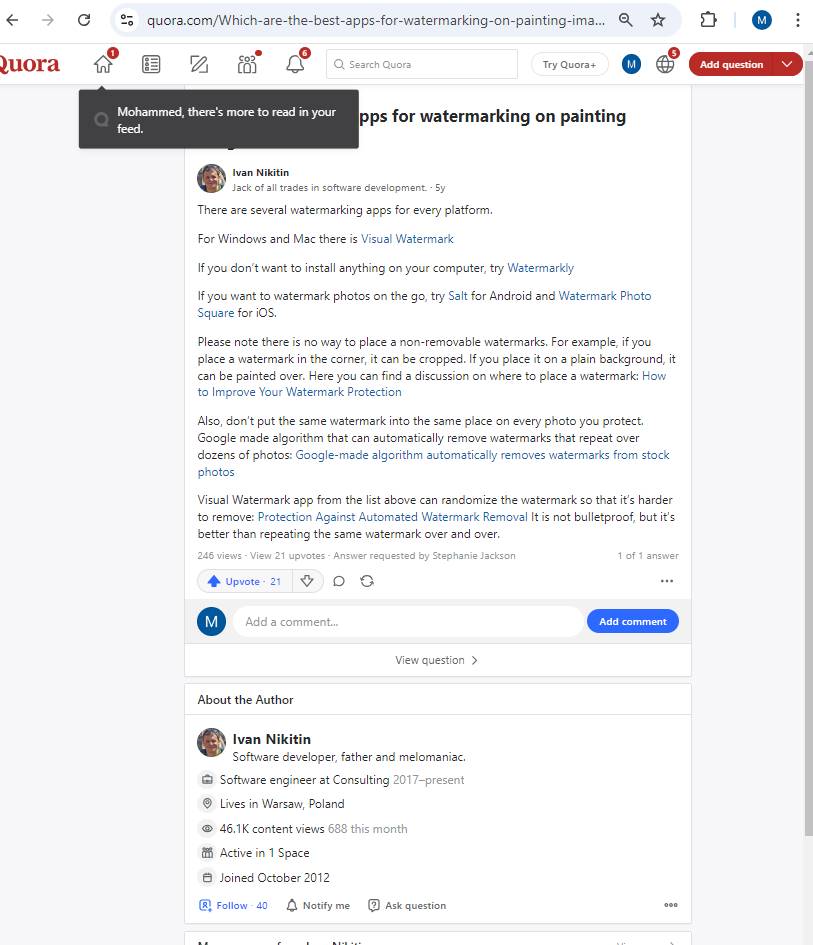 quora.com/Which-are-the-best-apps-for-watermarking-on-painting-ima...
M
Quora
1
6
Search Quora
Try Quora+
M
5
Add question
Mohammed, there's more to read in your
feed.
pps for watermarking on painting
Ivan Nikitin
Jack of all trades in software development. · 5y
There are several watermarking apps for every platform.
For Windows and Mac there is Visual Watermark
If you don't want to install anything on your computer, try Watermarkly
If you want to watermark photos on the go, try Salt for Android and Watermark Photo
Square for iOS.
Please note there is no way to place a non-removable watermarks. For example, if you
place a watermark in the corner, it can be cropped. If you place it on a plain background, it
can be painted over. Here you can find a discussion on where to place a watermark: How
to Improve Your Watermark Protection
Also, don't put the same watermark into the same place on every photo you protect.
Google made algorithm that can automatically remove watermarks that repeat over
dozens of photos: Google-made algorithm automatically removes watermarks from stock
photos
Visual Watermark app from the list above can randomize the watermark so that it's harder
to remove: Protection Against Automated Watermark Removal It is not bulletproof, but it's
better than repeating the same watermark over and over.
246 views · View 21 upvotes · Answer requested by Stephanie Jackson
1 of 1 answer
Upvote · 21
M
Add a comment...
Add comment
View question
About the Author
Ivan Nikitin
Software developer, father and melomaniac.
Software engineer at Consulting 2017–present
Lives in Warsaw, Poland
46.1K content views 688 this month
Active in 1 Space
Joined October 2012
Follow · 40
Notify me
Ask question